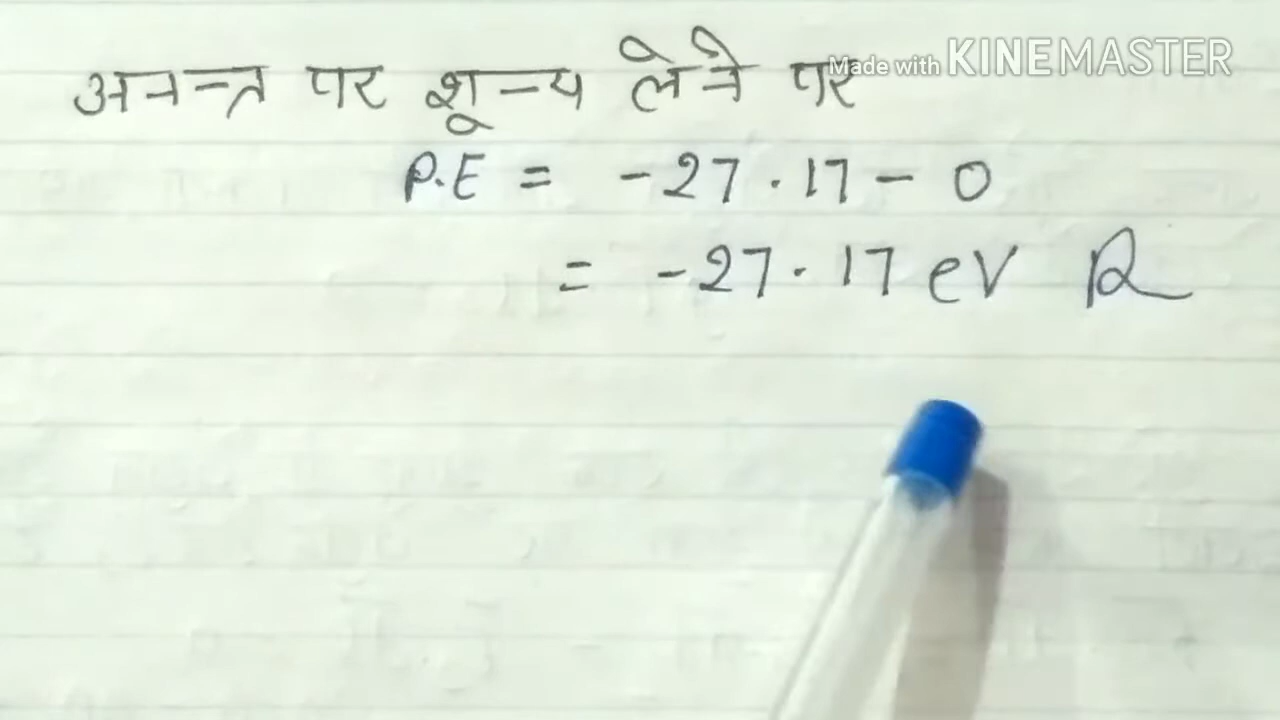 अनन्त पर शून्य लेने पर
Made with KINEMASTER
P.E = -27.17 - 0
= -27.17 eV